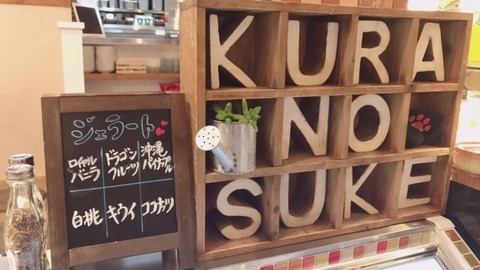 ジェラート
ロイヤルバニラ
ドラゴンフルーツ
沖縄パイナップル
白桃
キウイ
ココナッツ
KURA
NO
SUKE